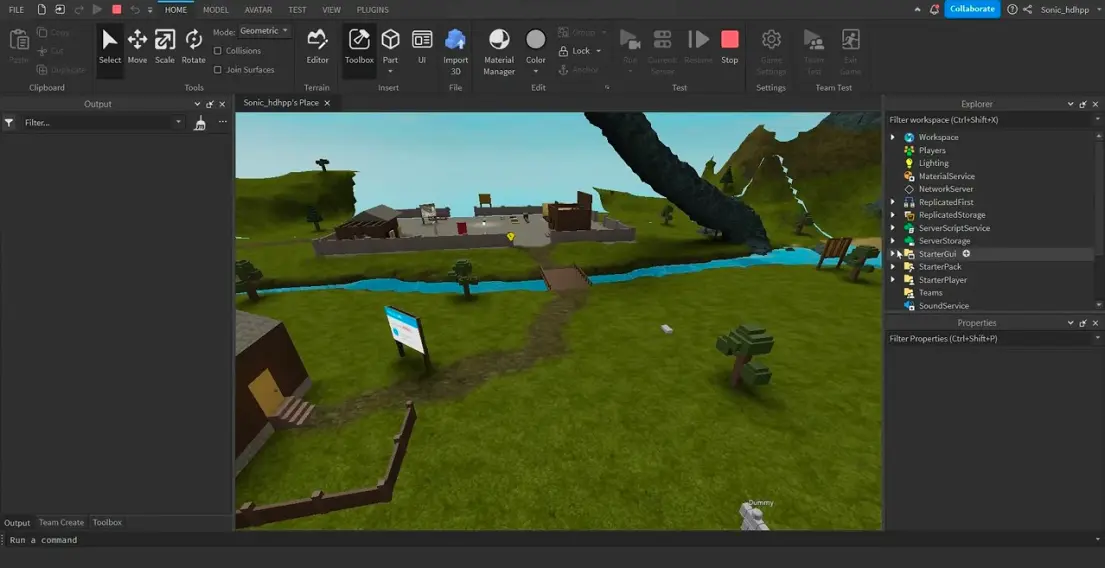 FILE
HOME MODEL AVATAR TEST VIEW PLUGINS
Collaborate
Sonic_hdhpp
Paste
Copy
Cut
Duplicate
Clipboard
Select Move Scale Rotate
Mode: Geometric
Collisions
Join Surfaces
Tools
Editor
Terrain
Toolbox Part UI
Insert
Import
3D
File
Material
Manager
Color
Group
Lock
Anchor
Edit
Run
Current
Server
Resume
Stop
Test
Game
Settings
Settings
Team
Test
Exit
Game
Team Test
Output
Filter...
Sonic_hdhpp's Place
Dummy
Explorer
Filter workspace (Ctrl+Shift+X)
Workspace
Players
Lighting
MaterialService
NetworkServer
ReplicatedFirst
ReplicatedStorage
ServerScriptService
ServerStorage
StarterGui
StarterPack
StarterPlayer
Teams
SoundService
Properties
Filter Properties (Ctrl+Shift+P)
Output Team Create Toolbox
Run a command